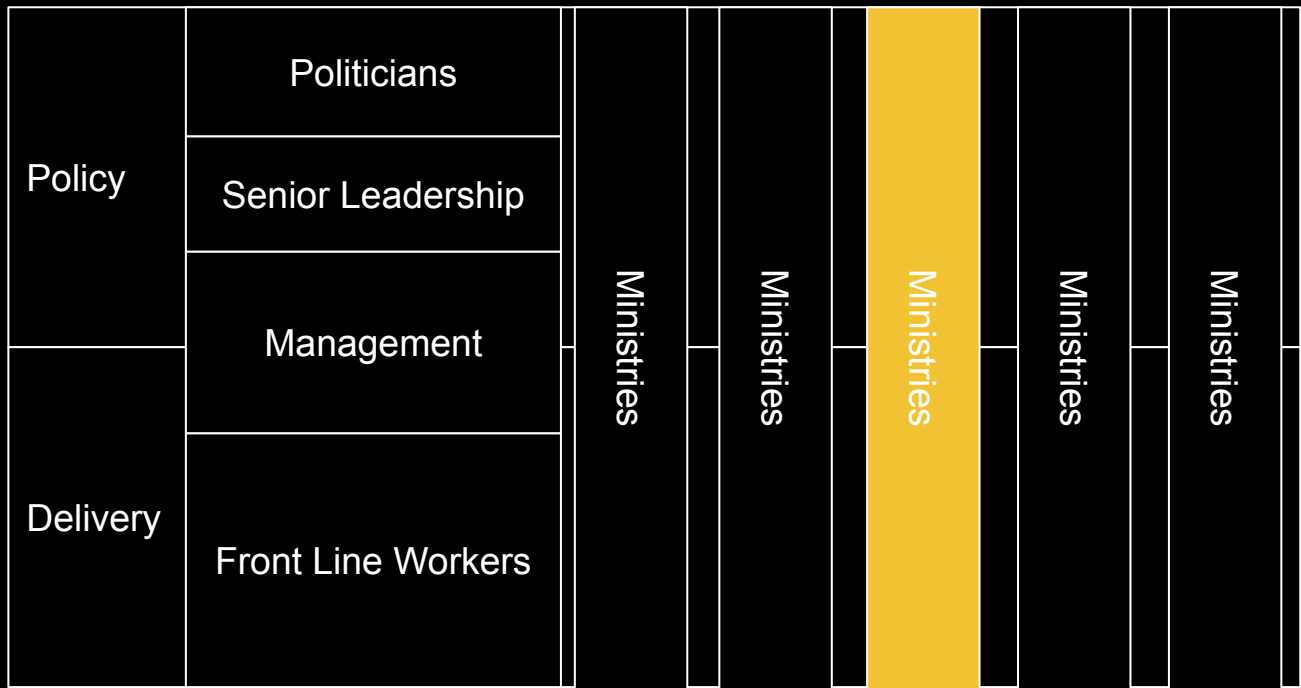 Policy
Politicians
Senior Leadership
Management
Delivery
Front Line Workers
Ministries
Ministries
Ministries
Ministries
Ministries